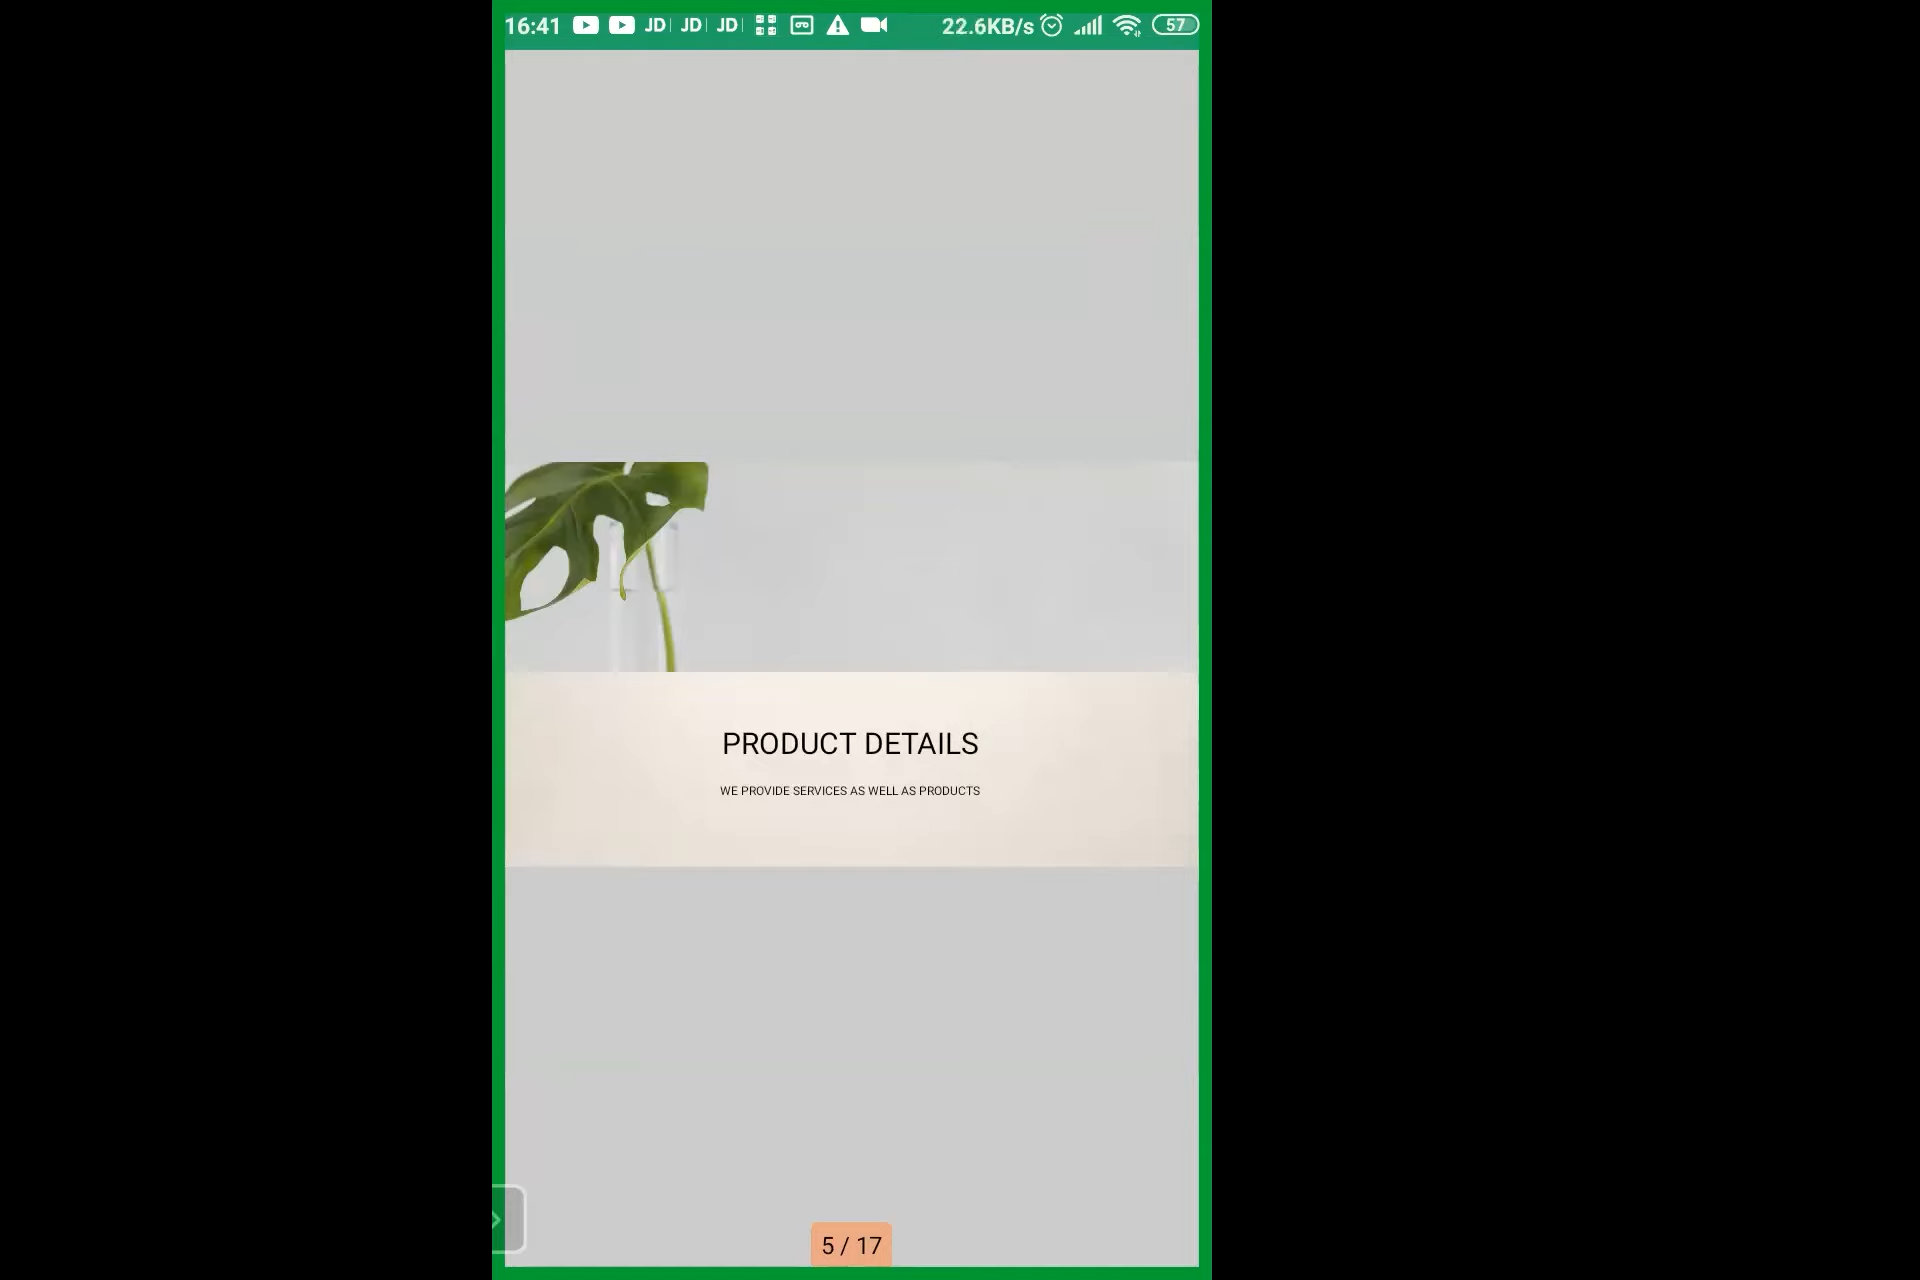 16:41 JD JD JD 22.6KB/s 57
PRODUCT DETAILS
WE PROVIDE SERVICES AS WELL AS PRODUCTS
5 / 17